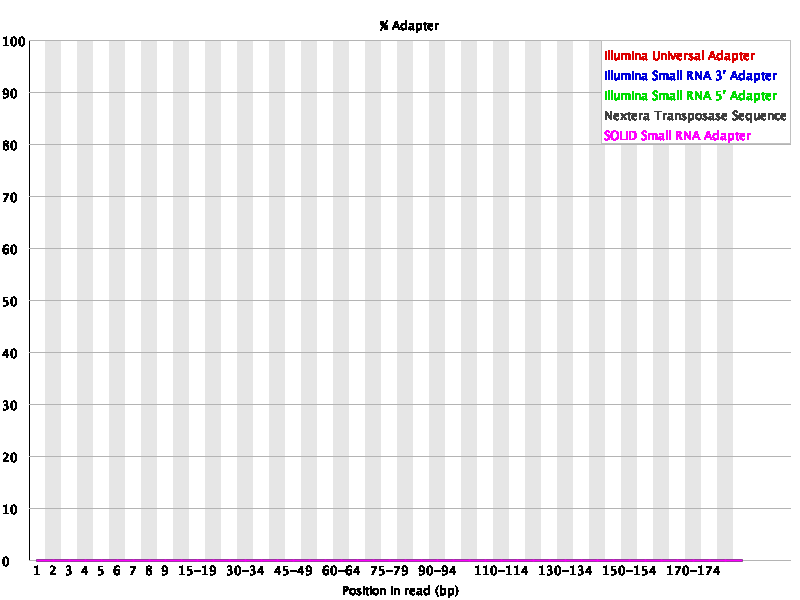 % Adapter
100
90
80
70
60
50
40
30
20
10
0
Illumina Universal Adapter
Illumina Small RNA 3' Adapter
Illumina Small RNA 5' Adapter
Nextera Transposase Sequence
SOLID Small RNA Adapter
1 2 3 4 5 6 7 8 9 15-19 30-34 45-49 60-64 75-79 90-94 110-114 130-134 150-154 170-174
Position in read (bp)